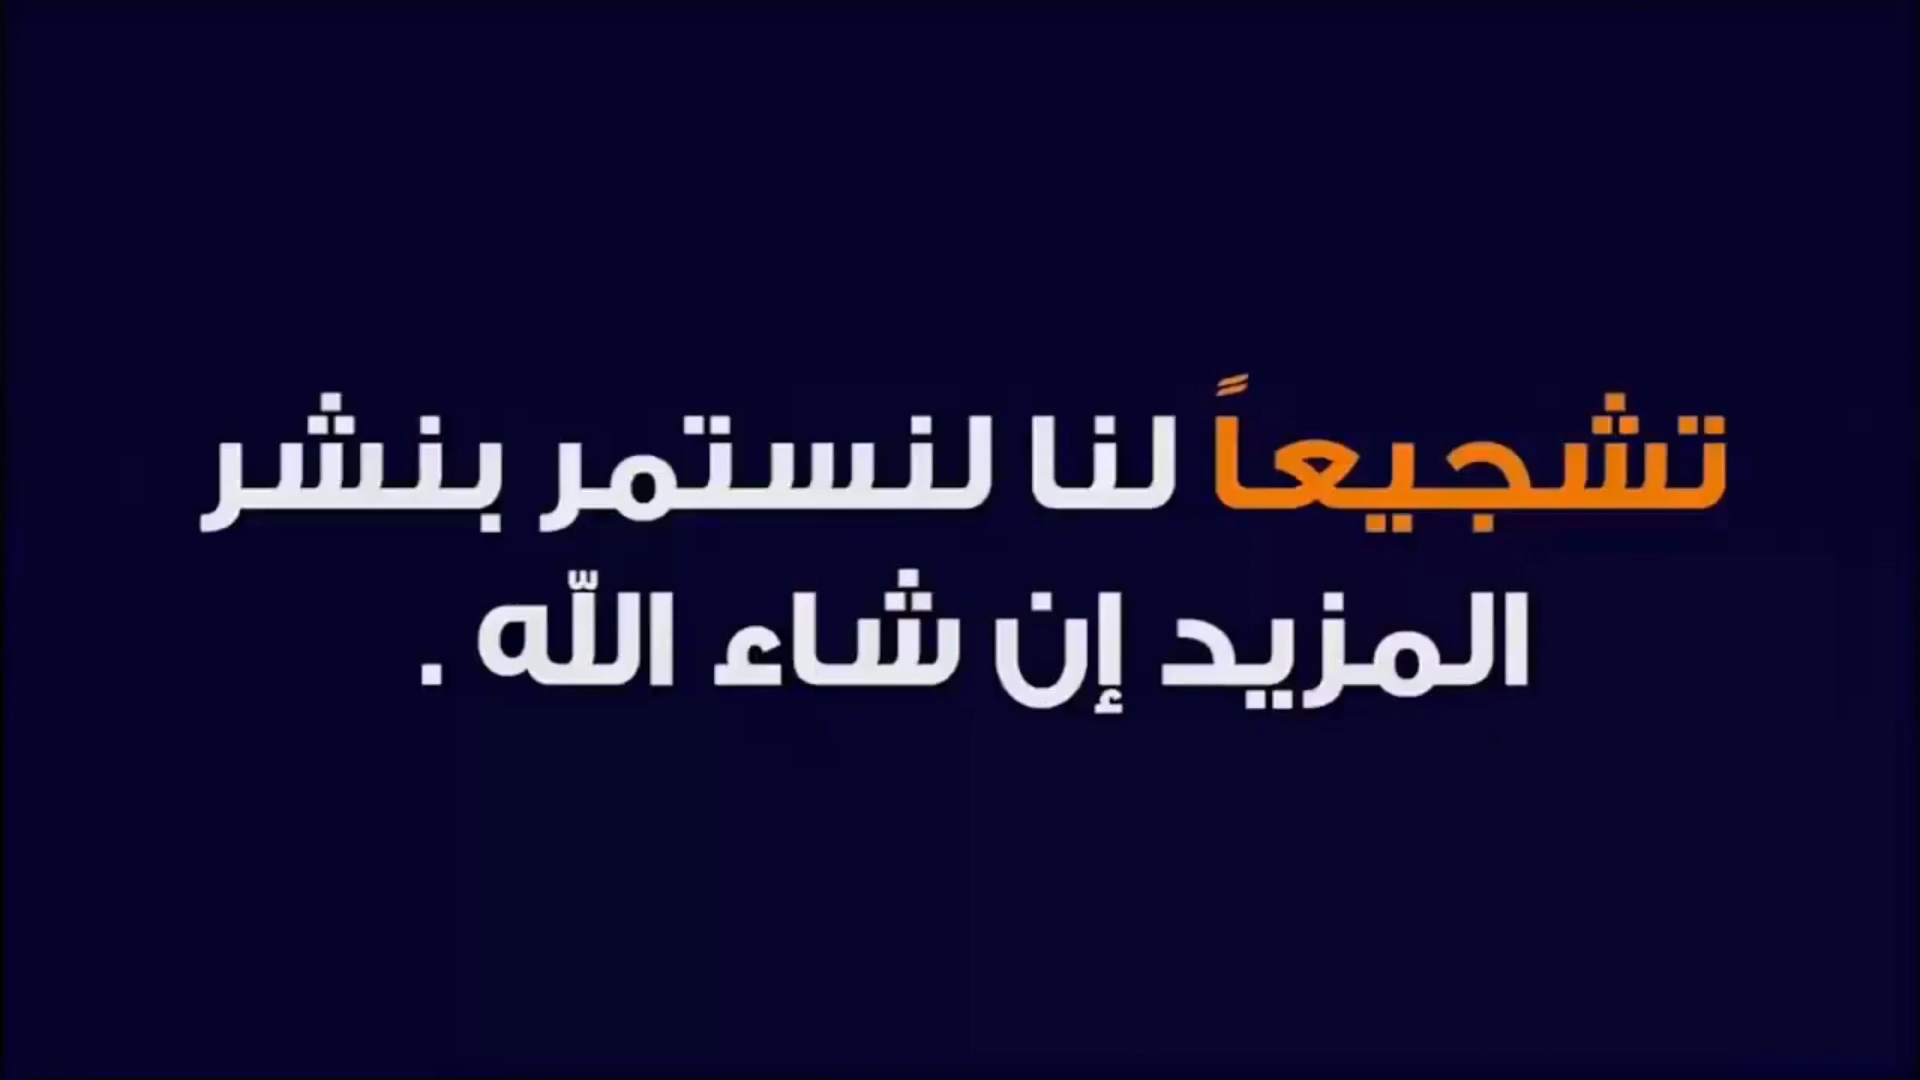 تشجيعاً لنا لنستمر بنشر
المزيد إن شاء اللّه .